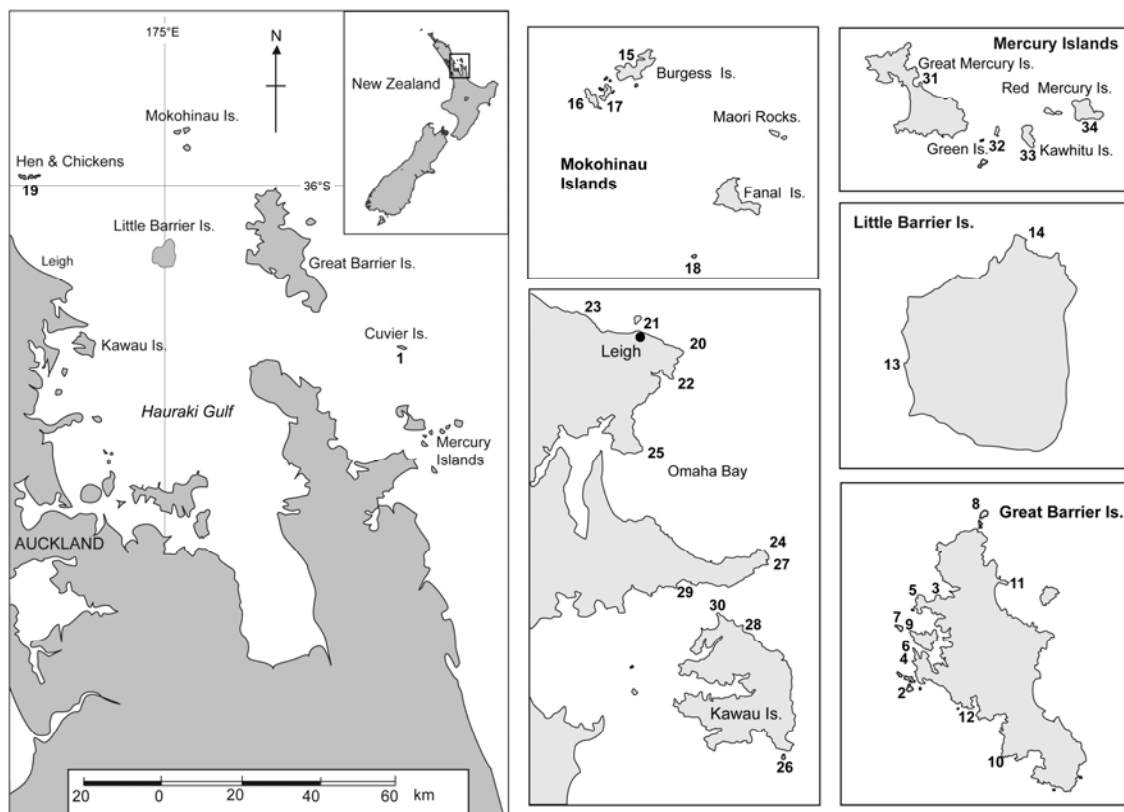 175°E
N
New Zealand
Mokohinau Is.
Hen & Chickens
19
36°S
Little Barrier Is.
Leigh
Great Barrier Is.
Kawau Is.
Cuvier Is.
1
Hauraki Gulf
Mercury
Islands
AUCKLAND
20 0 20 40 60 km
15
Burgess Is.
16
17
Maori Rocks.
Mokohinau
Islands
Fanal Is.
18
23
21
Leigh
20
22
25
Omaha Bay
24
27
29
30
28
Kawau Is.
26
Mercury Islands
Great Mercury Is.
31
Red Mercury Is.
34
Green Is.
32
33
Kawhitu Is.
Little Barrier Is.
14
13
8
Great Barrier Is.
11
5
3
7
9
6
4
2
12
10